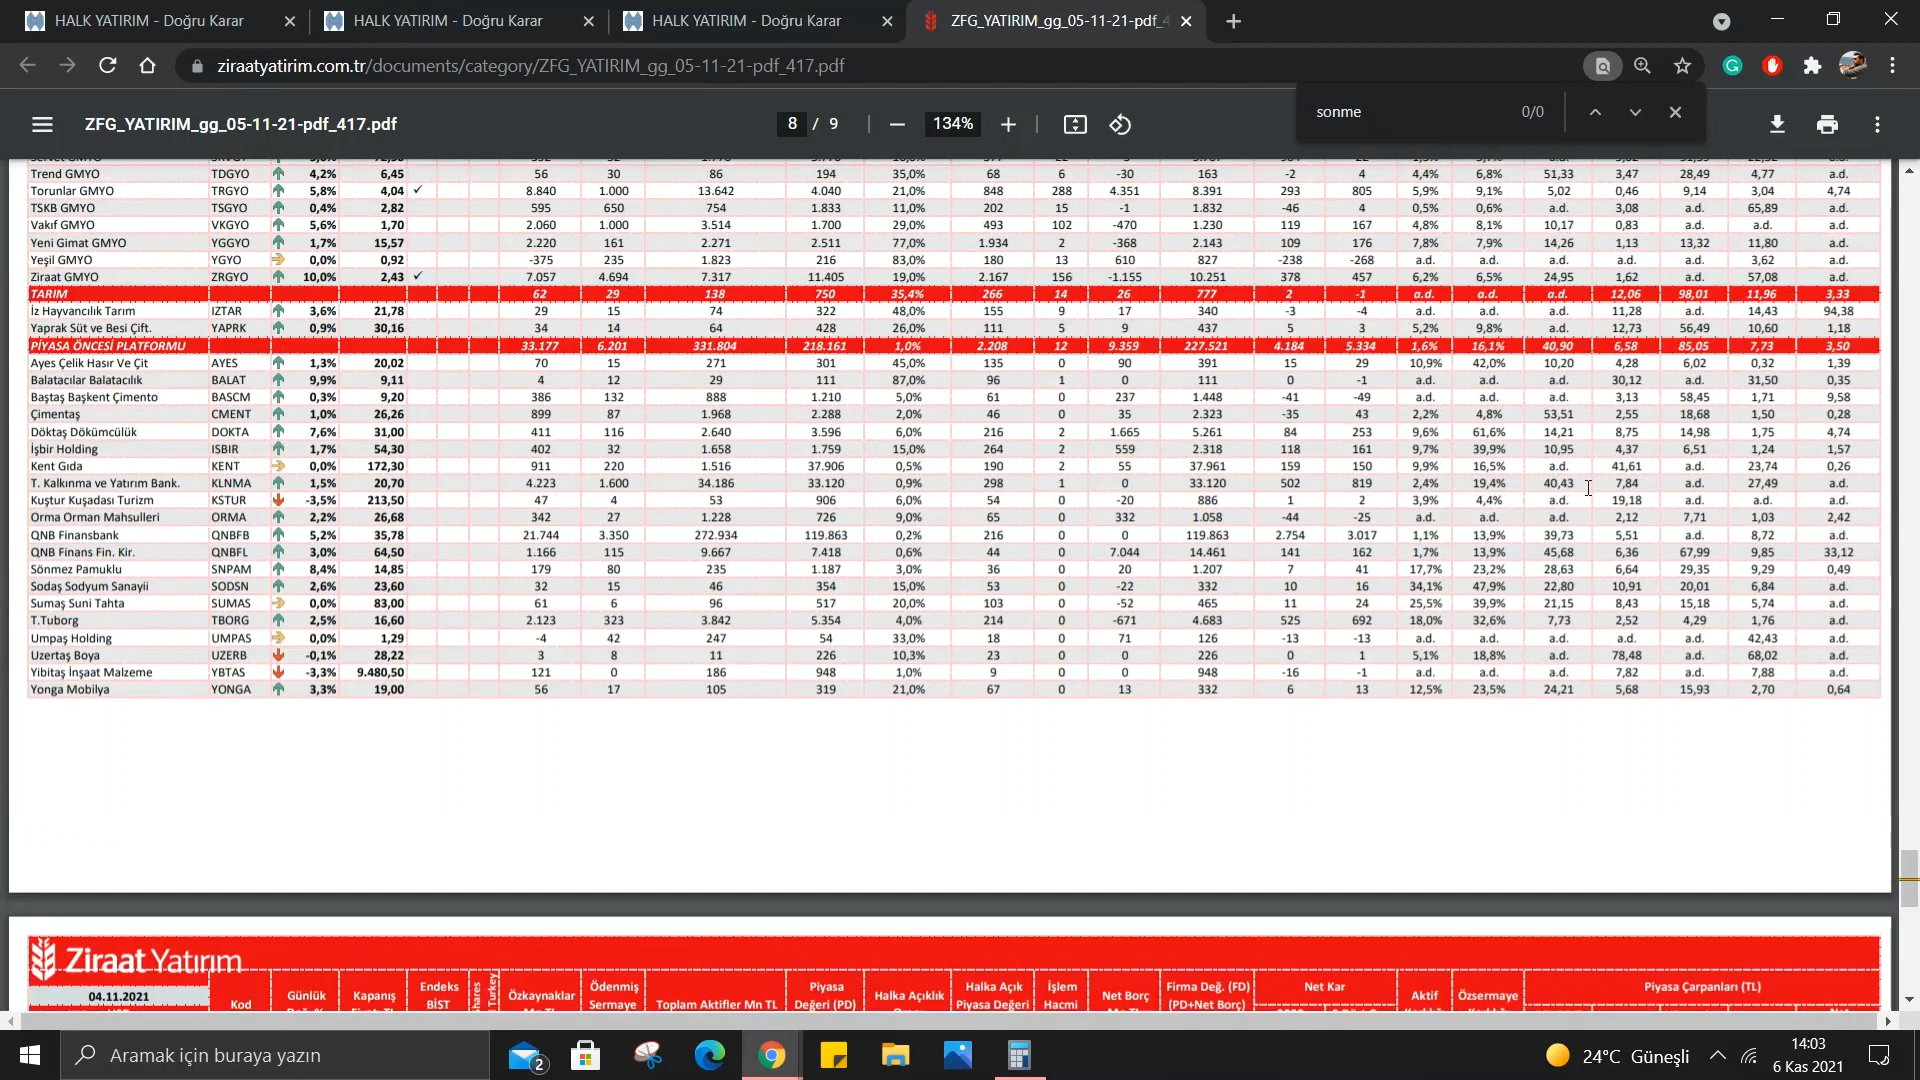 HALK YATIRIM - Doğru Karar
HALK YATIRIM - Doğru Karar
HALK YATIRIM - Doğru Karar
ZFG_YATIRIM_gg_05-11-21-pdf_4
ziraatyatirim.com.tr/documents/category/ZFG_YATIRIM_gg_05-11-21-pdf_417.pdf
sonme 0/0
ZFG_YATIRIM_gg_05-11-21-pdf_417.pdf 8 / 9 134%
Trend GMYO TDGYO 4,2% 6,45 56 30 86 194 35,0% 68 6 -30 163 -2 4 4,4% 6,8% 51,33 3,47 28,49 4,77 a.d.
Torunlar GMYO TRGYO 5,8% 4,04 ✓ 8.840 1.000 13.642 4.040 21,0% 848 288 4.351 8.391 293 805 5,9% 9,1% 5,02 0,46 9,14 3,04 4,74
TSKB GMYO TSGYO 0,4% 2,82 595 650 754 1.833 11,0% 202 15 -1 1.832 -46 4 0,5% 0,6% a.d. 3,08 a.d. 65,89 a.d.
Vakıf GMYO VKGYO 5,6% 1,70 2.060 1.000 3.514 1.700 29,0% 493 102 -470 1.230 119 167 4,8% 8,1% 10,17 0,83 a.d. a.d. a.d.
Yeni Gimat GMYO YGGYO 1,7% 15,57 2.220 161 2.271 2.511 77,0% 1.934 2 -368 2.143 109 176 7,8% 7,9% 14,26 1,13 13,32 11,80 a.d.
Yeşil GMYO YGYO 0,0% 0,92 -375 235 1.823 216 83,0% 180 13 610 827 -238 -268 a.d. a.d. a.d. a.d. a.d. 3,62 a.d.
Ziraat GMYO ZRGYO 10,0% 2,43 ✓ 7.057 4.694 7.317 11.405 19,0% 2.167 156 -1.155 10.251 378 457 6,2% 6,5% 24,95 1,62 a.d. 57,08 a.d.
TARIM 62 29 138 750 35,4% 266 14 26 777 2 -1 a.d. a.d. a.d. 12,06 98,01 11,96 3,33
İz Hayvancılık Tarım IZTAR 3,6% 21,78 29 15 74 322 48,0% 155 9 17 340 -3 -4 a.d. a.d. a.d. 11,28 a.d. 14,43 94,38
Yaprak Süt ve Besi Çift. YAPRK 0,9% 30,16 34 14 64 428 26,0% 111 5 9 437 5 3 5,2% 9,8% a.d. 12,73 56,49 10,60 1,18
PİYASA ÖNCESİ PLATFORMU 33.177 6.201 331.804 218.161 1,0% 2.208 12 9.359 227.521 4.184 5.334 1,6% 16,1% 40,90 6,58 85,05 7,73 3,50
Ayes Çelik Hasır Ve Çit AYES 1,3% 20,02 70 15 271 301 45,0% 135 0 90 391 15 29 10,9% 42,0% 10,20 4,28 6,02 0,32 1,39
Balatacılar Balatacılık BALAT 9,9% 9,11 4 12 29 111 87,0% 96 1 0 111 0 -1 a.d. a.d. a.d. 30,12 a.d. 31,50 0,35
Baştaş Başkent Çimento BASCM 0,3% 9,20 386 132 888 1.210 5,0% 61 0 237 1.448 -41 -49 a.d. a.d. a.d. 3,13 58,45 1,71 9,58
Çimentaş CMENT 1,0% 26,26 899 87 1.968 2.288 2,0% 46 0 35 2.323 -35 43 2,2% 4,8% 53,51 2,55 18,68 1,50 0,28
Döktaş Dökümcülük DOKTA 7,6% 31,00 411 116 2.640 3.596 6,0% 216 2 1.665 5.261 84 253 9,6% 61,6% 14,21 8,75 14,98 1,75 4,74
İşbir Holding ISBIR 1,7% 54,30 402 32 1.658 1.759 15,0% 264 2 559 2.318 118 161 9,7% 39,9% 10,95 4,37 6,51 1,24 1,57
Kent Gıda KENT 0,0% 172,30 911 220 1.516 37.906 0,5% 190 2 55 37.961 159 150 9,9% 16,5% a.d. 41,61 a.d. 23,74 0,26
T. Kalkınma ve Yatırım Bank. KLNMA 1,5% 20,70 4.223 1.600 34.186 33.120 0,9% 298 1 0 33.120 502 819 2,4% 19,4% 40,43 7,84 a.d. 27,49 a.d.
Kuştur Kuşadası Turizm KSTUR -3,5% 213,50 47 4 53 906 6,0% 54 0 -20 886 1 2 3,9% 4,4% a.d. 19,18 a.d. a.d. a.d.
Orma Orman Mahsulleri ORMA 2,2% 26,68 342 27 1.228 726 9,0% 65 0 332 1.058 -44 -25 a.d. a.d. a.d. 2,12 7,71 1,03 2,42
QNB Finansbank QNBFB 5,2% 35,78 21.744 3.350 272.934 119.863 0,2% 216 0 0 119.863 2.754 3.017 1,1% 13,9% 39,73 5,51 a.d. 8,72 a.d.
QNB Finans Fin. Kir. QNBFL 3,0% 64,50 1.166 115 9.667 7.418 0,6% 44 0 7.044 14.461 141 162 1,7% 13,9% 45,68 6,36 67,99 9,85 33,12
Sönmez Pamuklu SNPAM 8,4% 14,85 179 80 235 1.187 3,0% 36 0 20 1.207 7 41 17,7% 23,2% 28,63 6,64 29,35 9,29 0,49
Sodaş Sodyum Sanayii SODSN 2,6% 23,60 32 15 46 354 15,0% 53 0 -22 332 10 16 34,1% 47,9% 22,80 10,91 20,01 6,84 a.d.
Sumaş Suni Tahta SUMAS 0,0% 83,00 61 6 96 517 20,0% 103 0 -52 465 11 24 25,5% 39,9% 21,15 8,43 15,18 5,74 a.d.
T.Tuborg TBORG 2,5% 16,60 2.123 323 3.842 5.354 4,0% 214 0 -671 4.683 525 692 18,0% 32,6% 7,73 2,52 4,29 1,76 a.d.
Umpaş Holding UMPAS 0,0% 1,29 -4 42 247 54 33,0% 18 0 71 126 -13 -13 a.d. a.d. a.d. a.d. a.d. 42,43 a.d.
Uzertaş Boya UZERB -0,1% 28,22 3 8 11 226 10,3% 23 0 0 226 0 1 5,1% 18,8% a.d. 78,48 a.d. 68,02 a.d.
Yibitaş İnşaat Malzeme YBTAS -3,3% 9.480,50 121 0 186 948 1,0% 9 0 0 948 -16 -1 a.d. a.d. a.d. 7,82 a.d. 7,88 a.d.
Yonga Mobilya YONGA 3,3% 19,00 56 17 105 319 21,0% 67 0 13 332 6 13 12,5% 23,5% 24,21 5,68 15,93 2,70 0,64
Ziraat Yatırım
04.11.2021 Kod Günlük Kapanış Endeks BİST Özkaynaklar Ödenmiş Sermaye Toplam Aktifler Mn TL Piyasa Değeri (PD) Halka Açıklık Halka Açık Piyasa Değeri İşlem Hacmi Net Borç Firma Değ. (FD) (PD+Net Borç) Net Kar Aktif Özsermaye Piyasa Çarpanları (TL)
Aramak için buraya yazın 2 24°C Güneşli 14:03
6 Kas 2021